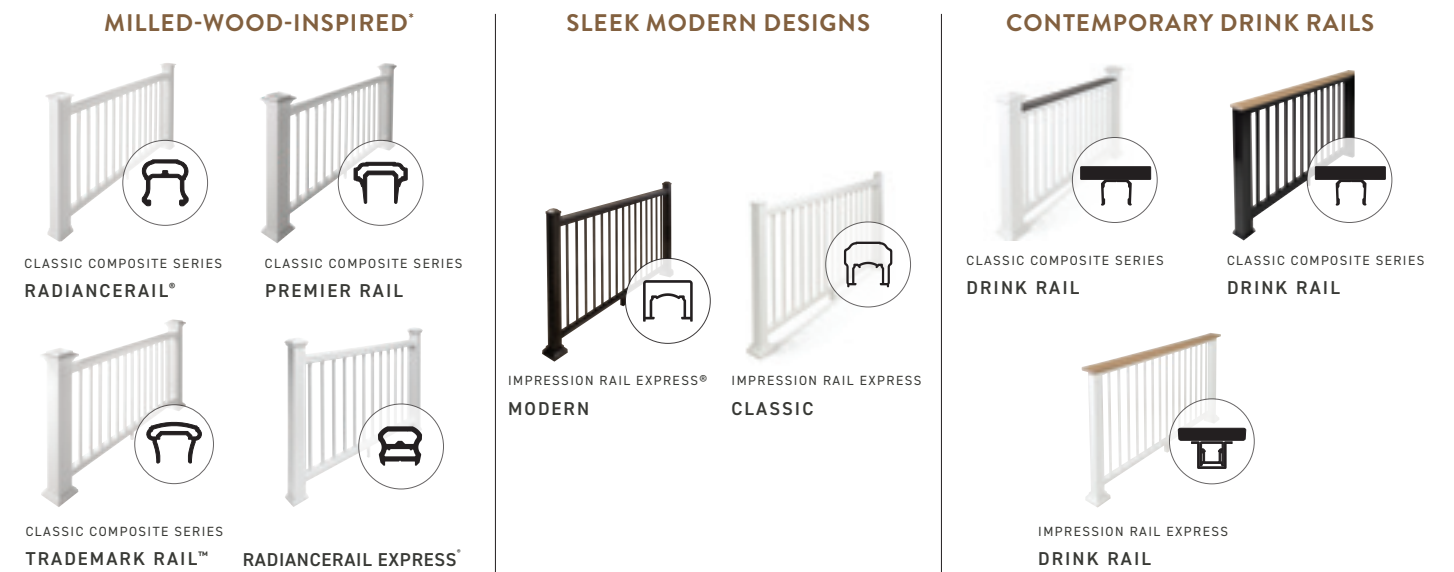 MILLED-WOOD-INSPIRED*
CLASSIC COMPOSITE SERIES
RADIANCERAIL®
CLASSIC COMPOSITE SERIES
PREMIER RAIL
CLASSIC COMPOSITE SERIES
TRADEMARK RAIL™
RADIANCERAIL EXPRESS®
SLEEK MODERN DESIGNS
IMPRESSION RAIL EXPRESS®
MODERN
IMPRESSION RAIL EXPRESS
CLASSIC
CONTEMPORARY DRINK RAILS
CLASSIC COMPOSITE SERIES
DRINK RAIL
CLASSIC COMPOSITE SERIES
DRINK RAIL
IMPRESSION RAIL EXPRESS
DRINK RAIL